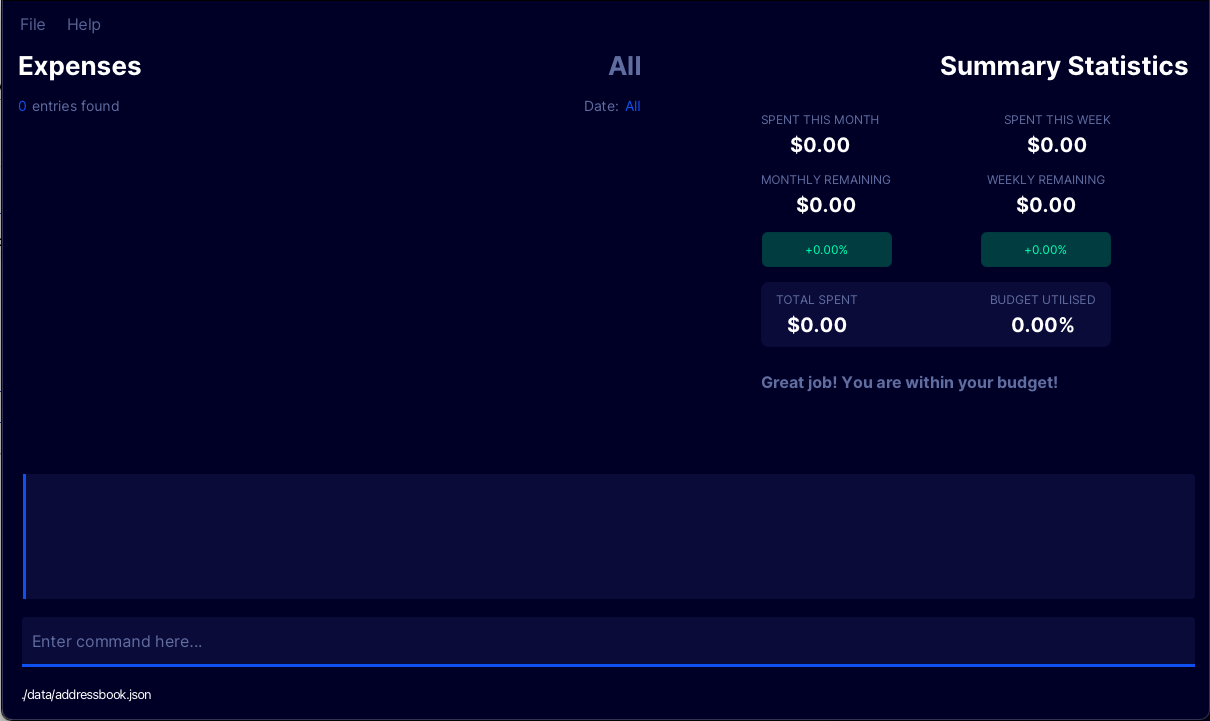 File Help
Expenses All Summary Statistics
0 entries found Date: All
SPENT THIS MONTH SPENT THIS WEEK
$0.00 $0.00
MONTHLY REMAINING WEEKLY REMAINING
$0.00 $0.00
+0.00% +0.00%
TOTAL SPENT BUDGET UTILISED
$0.00 0.00%
Great job! You are within your budget!
Enter command here...
./data/addressbook.json